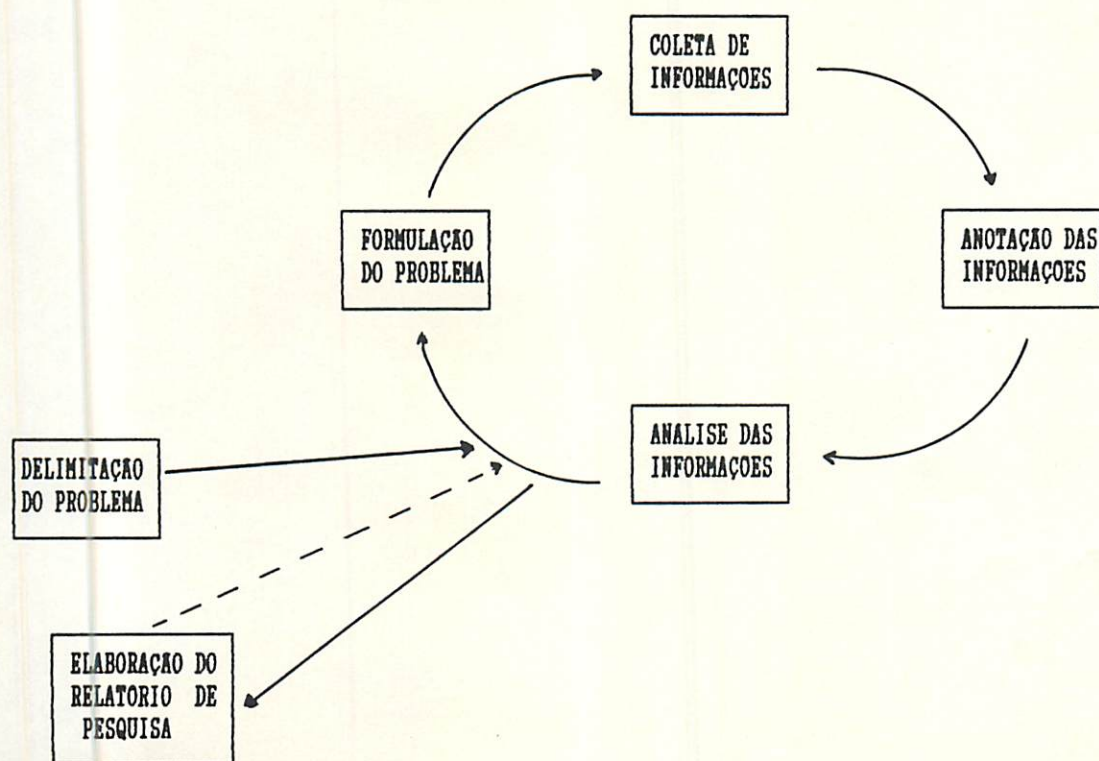 COLETA DE
INFORMAÇOES
FORMULAÇÃO
DO PROBLEMA
ANOTAÇÃO DAS
INFORMAÇOES
ANALISE DAS
INFORMAÇOES
DELIMITAÇÃO
DO PROBLEMA
ELABORAÇÃO DO
RELATORIO DE
PESQUISA